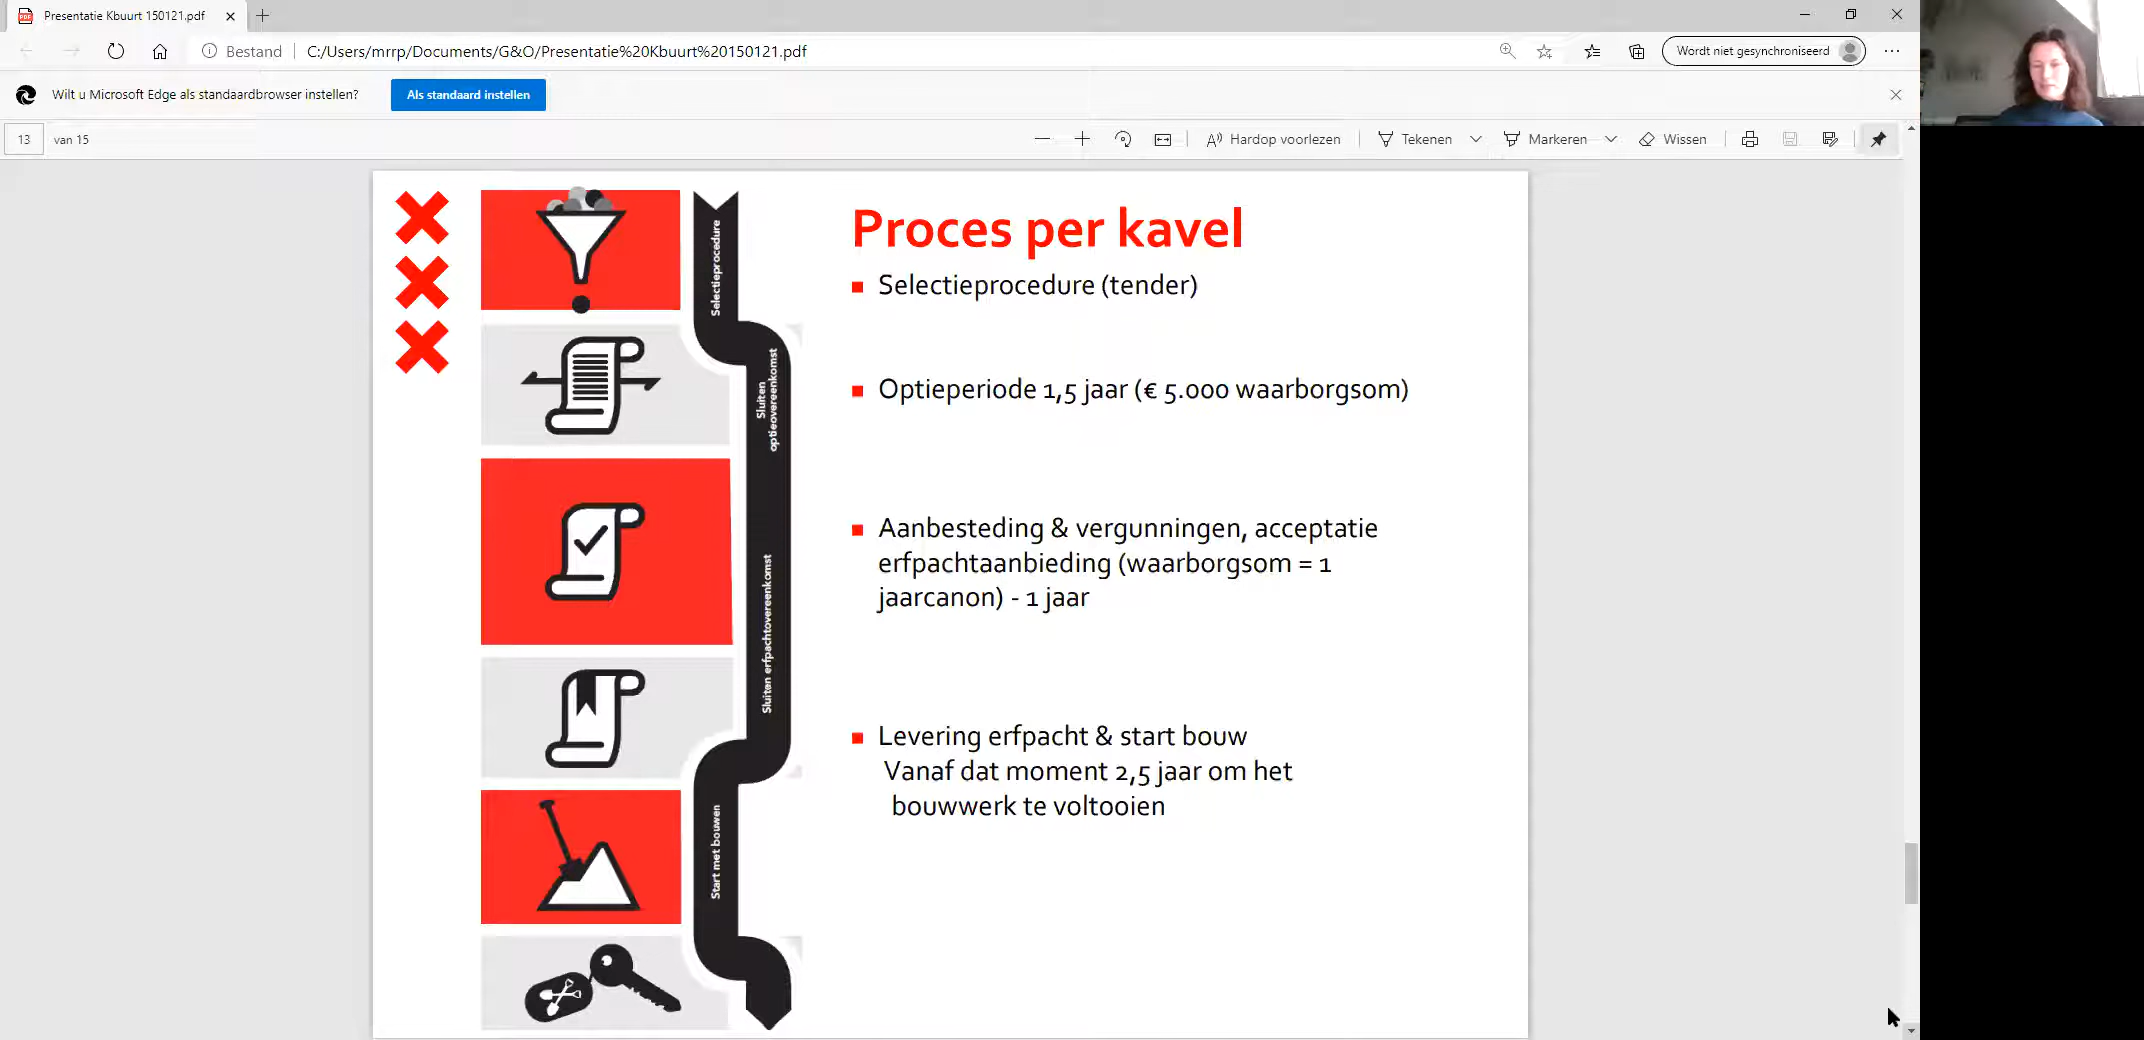 Presentatie Kbuurt 150121.pdf
Bestand
C:/Users/mrrp/Documents/G&O/Presentatie%20Kbuurt%20150121.pdf
Wordt niet gesynchroniseerd
Wilt u Microsoft Edge als standaardbrowser instellen?
Als standaard instellen
13 van 15
Hardop voorlezen
Tekenen
Markeren
Wissen
Selectieprocedure
Sluiten
optieovereenkomst
Sluiten erfpachtovereenkomst
Start met bouwen
Proces per kavel
Selectieprocedure (tender)
Optieperiode 1,5 jaar (€ 5.000 waarborgsom)
Aanbesteding & vergunningen, acceptatie
erfpachtaanbieding (waarborgsom = 1
jaarcanon) - 1 jaar
Levering erfpacht & start bouw
Vanaf dat moment 2,5 jaar om het
bouwwerk te voltooien